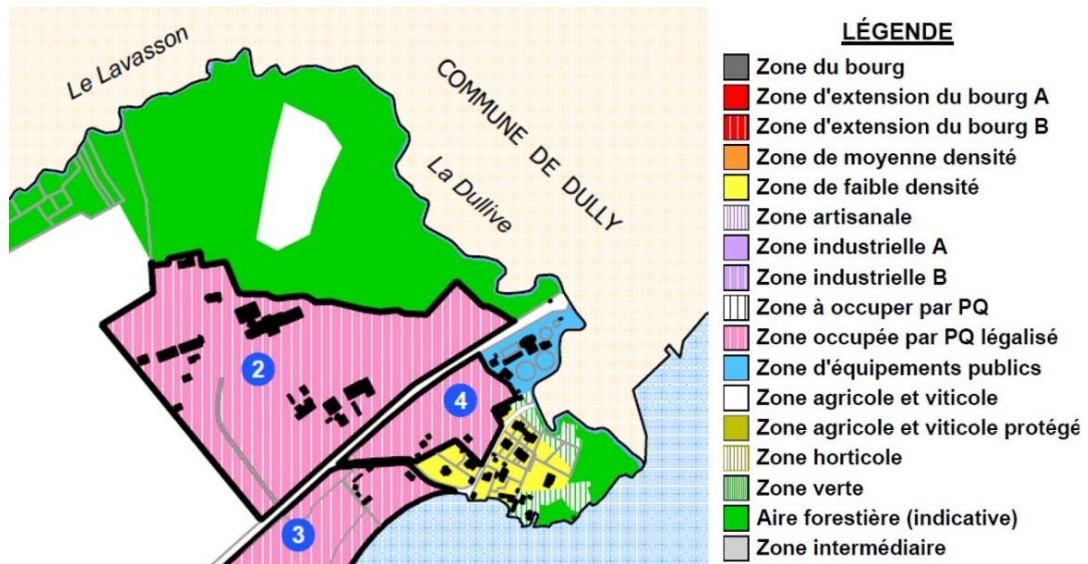 Le Lavasson
COMMUNE DE DULLY
La Dullive
2
4
3
LÉGENDE
Zone du bourg
Zone d'extension du bourg A
Zone d'extension du bourg B
Zone de moyenne densité
Zone de faible densité
Zone artisanale
Zone industrielle A
Zone industrielle B
Zone à occuper par PQ
Zone occupée par PQ légalisé
Zone d'équipements publics
Zone agricole et viticole
Zone agricole et viticole protégé
Zone horticole
Zone verte
Aire forestière (indicative)
Zone intermédiaire